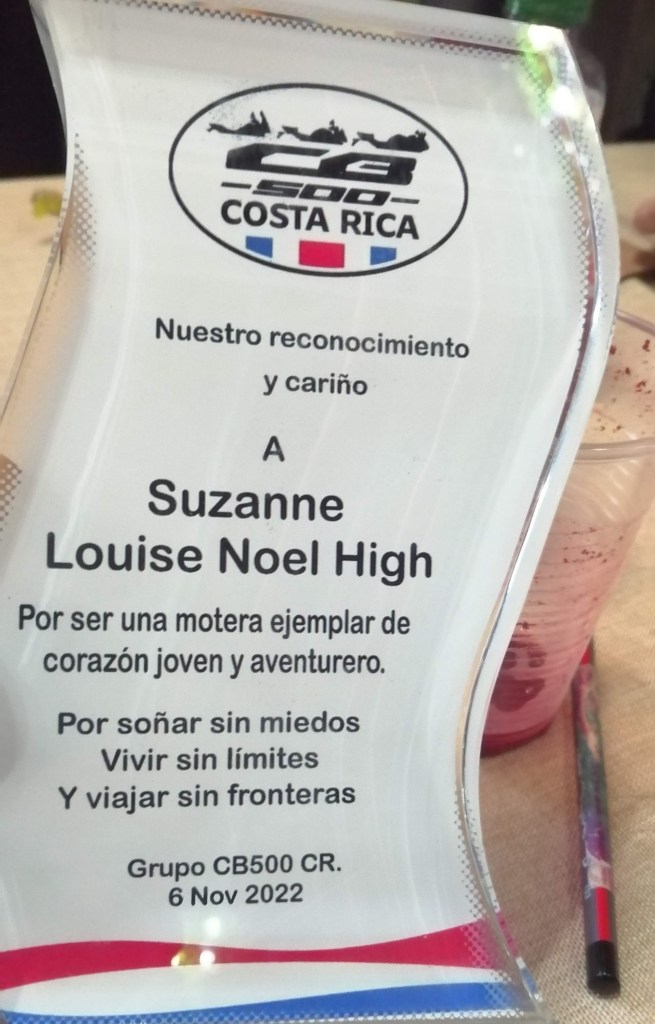 CB
500
COSTA RICA
Nuestro reconocimiento
y cariño
A
Suzanne
Louise Noel High
Por ser una motera ejemplar de
corazón joven y aventurero.
Por soñar sin miedos
Vivir sin límites
Y viajar sin fronteras
Grupo CB500 CR.
6 Nov 2022